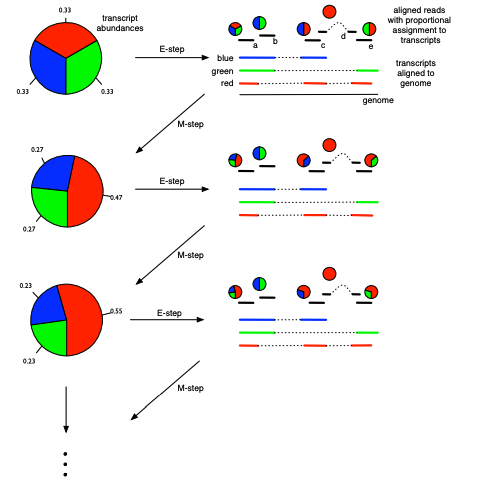 0.33
transcript
abundances
0.33
0.33
E-step
aligned reads
with proportional
assignment to
transcripts
a
b
c
d
e
blue
green
red
transcripts
aligned to
genome
genome
M-step
0.27
0.47
0.27
E-step
M-step
0.23
0.55
0.23
E-step
M-step